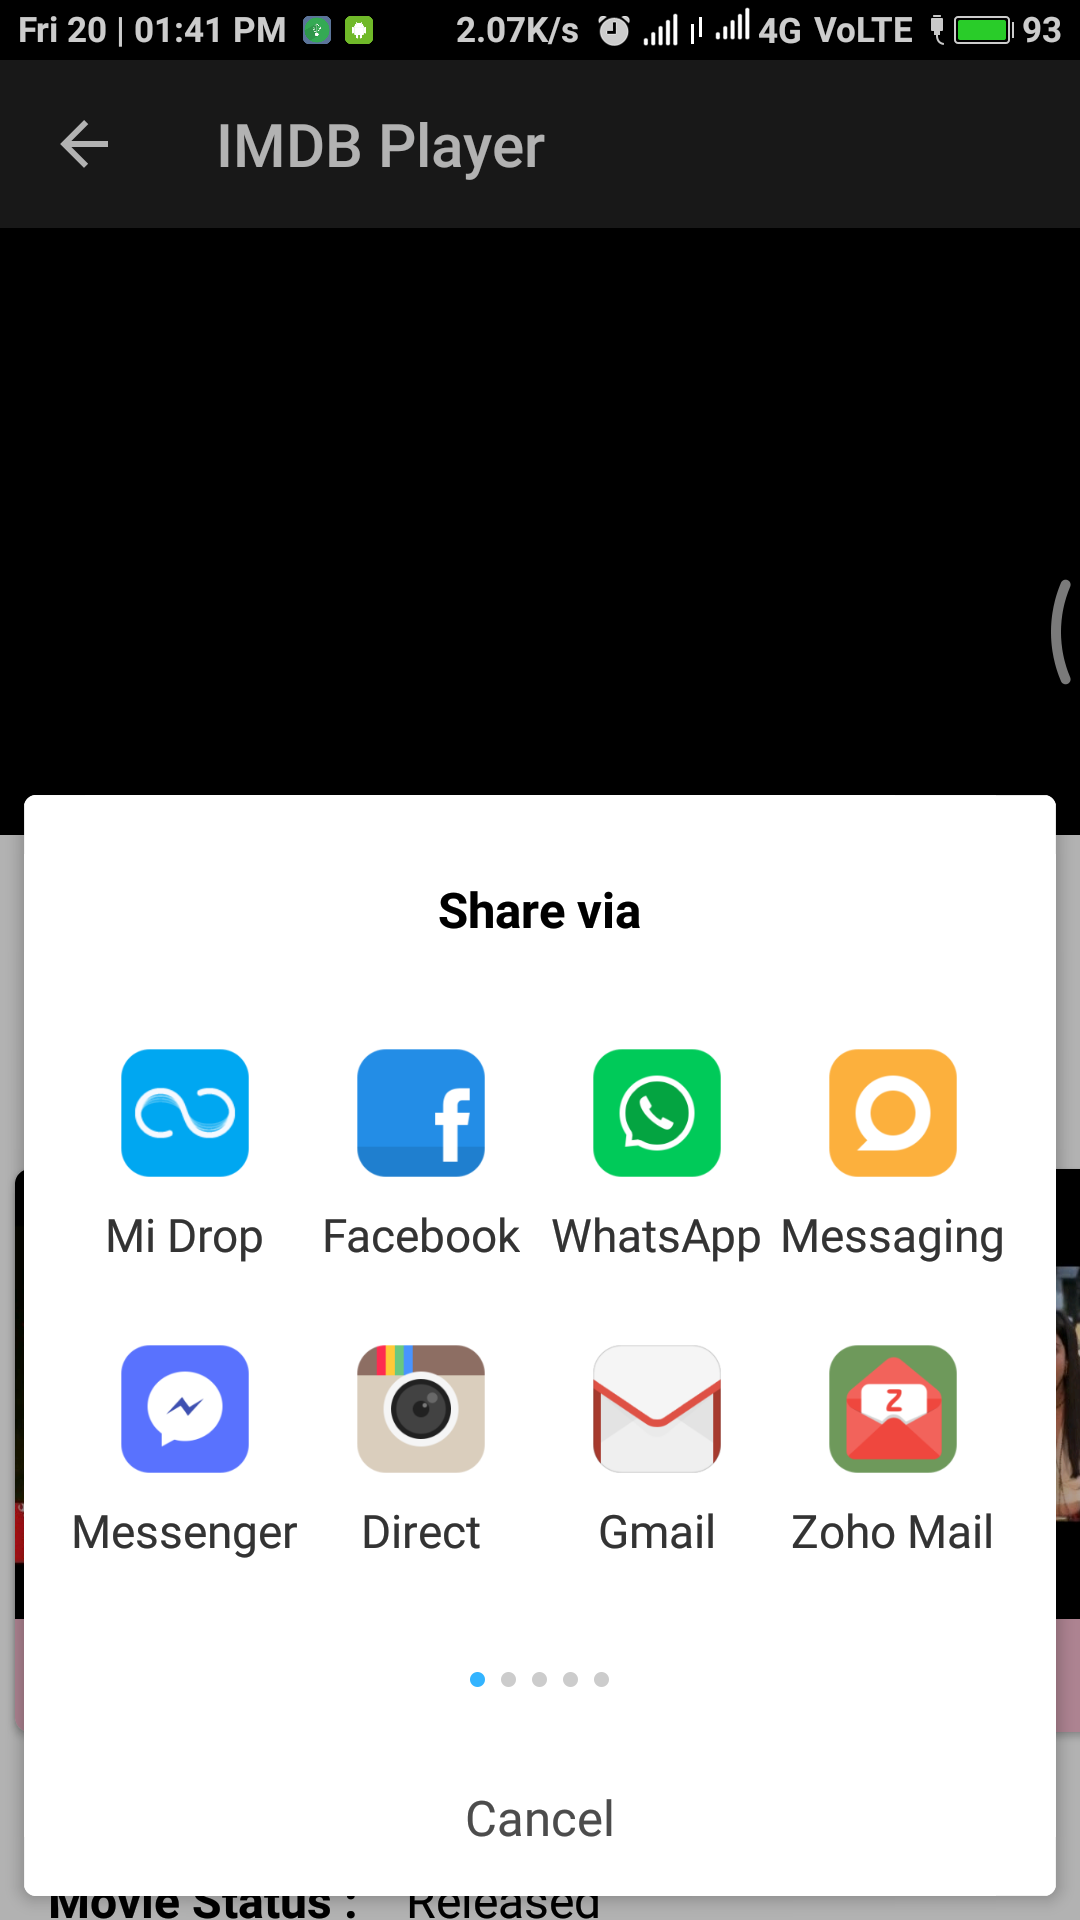 Fri 20 | 01:41 PM 2.07K/s 4G VoLTE 93
IMDB Player
Share via
Mi Drop Facebook WhatsApp Messaging
Messenger Direct Gmail Zoho Mail
Cancel
Movie Status : Released